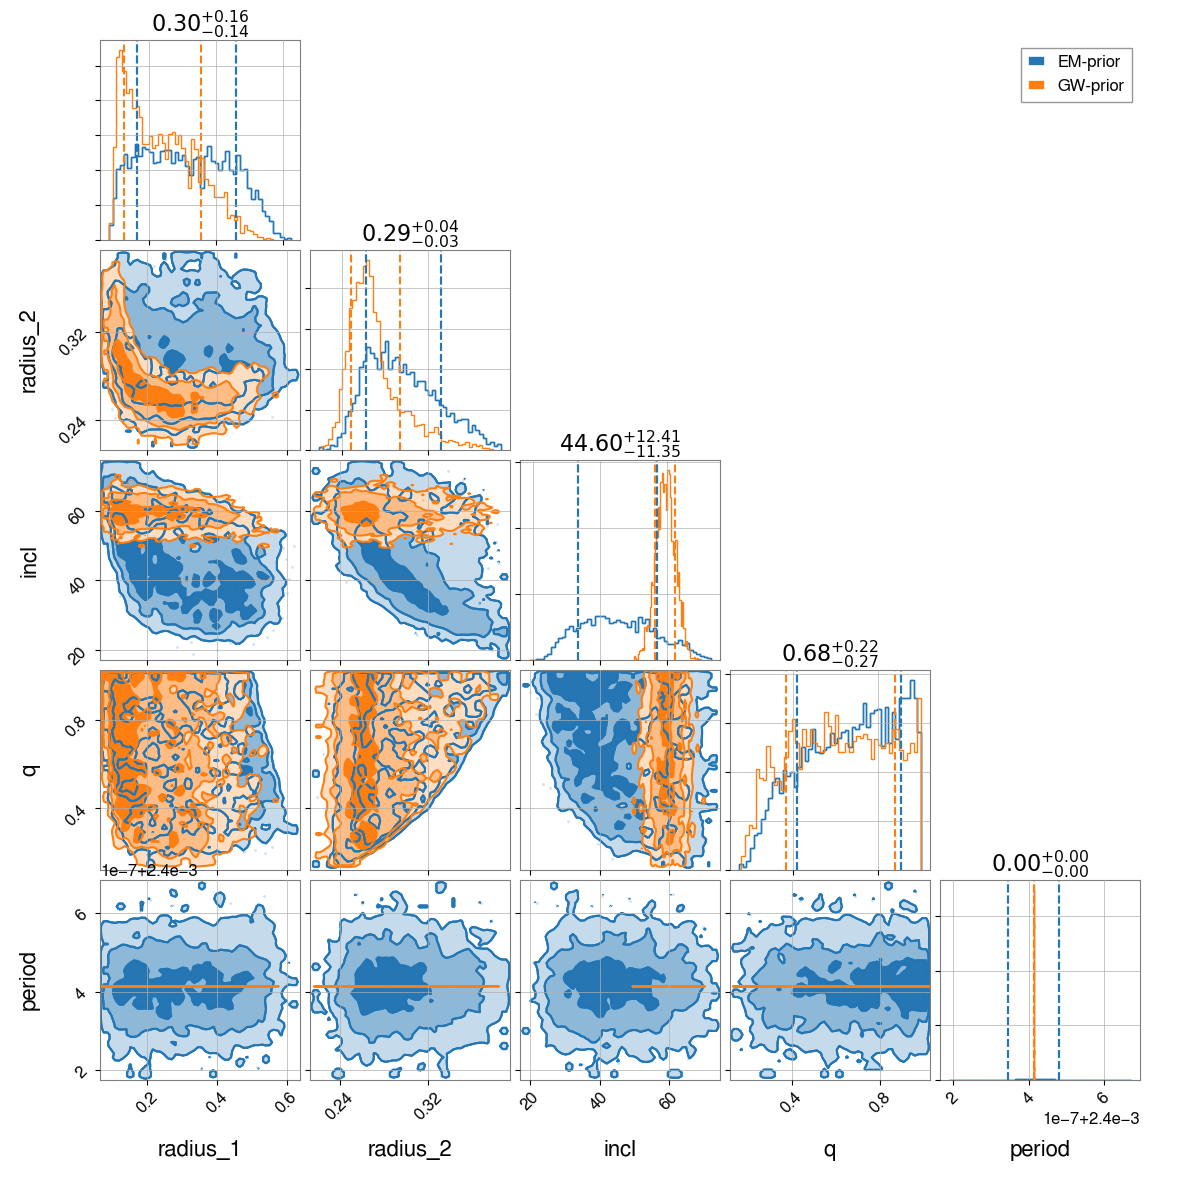 0.30+0.16−0.14
EM-prior
GW-prior
0.29+0.04−0.03
radius_2
0.32
0.24
44.60+12.41−11.35
incl
60
40
20
0.68+0.22−0.27
q
0.8
0.4
1e−7+2.4e−3
0.00+0.00−0.00
period
6
4
2
0.2 0.4 0.6
0.24 0.32
20 40 60
0.4 0.8
2 4 6
1e−7+2.4e−3
radius_1 radius_2 incl q period